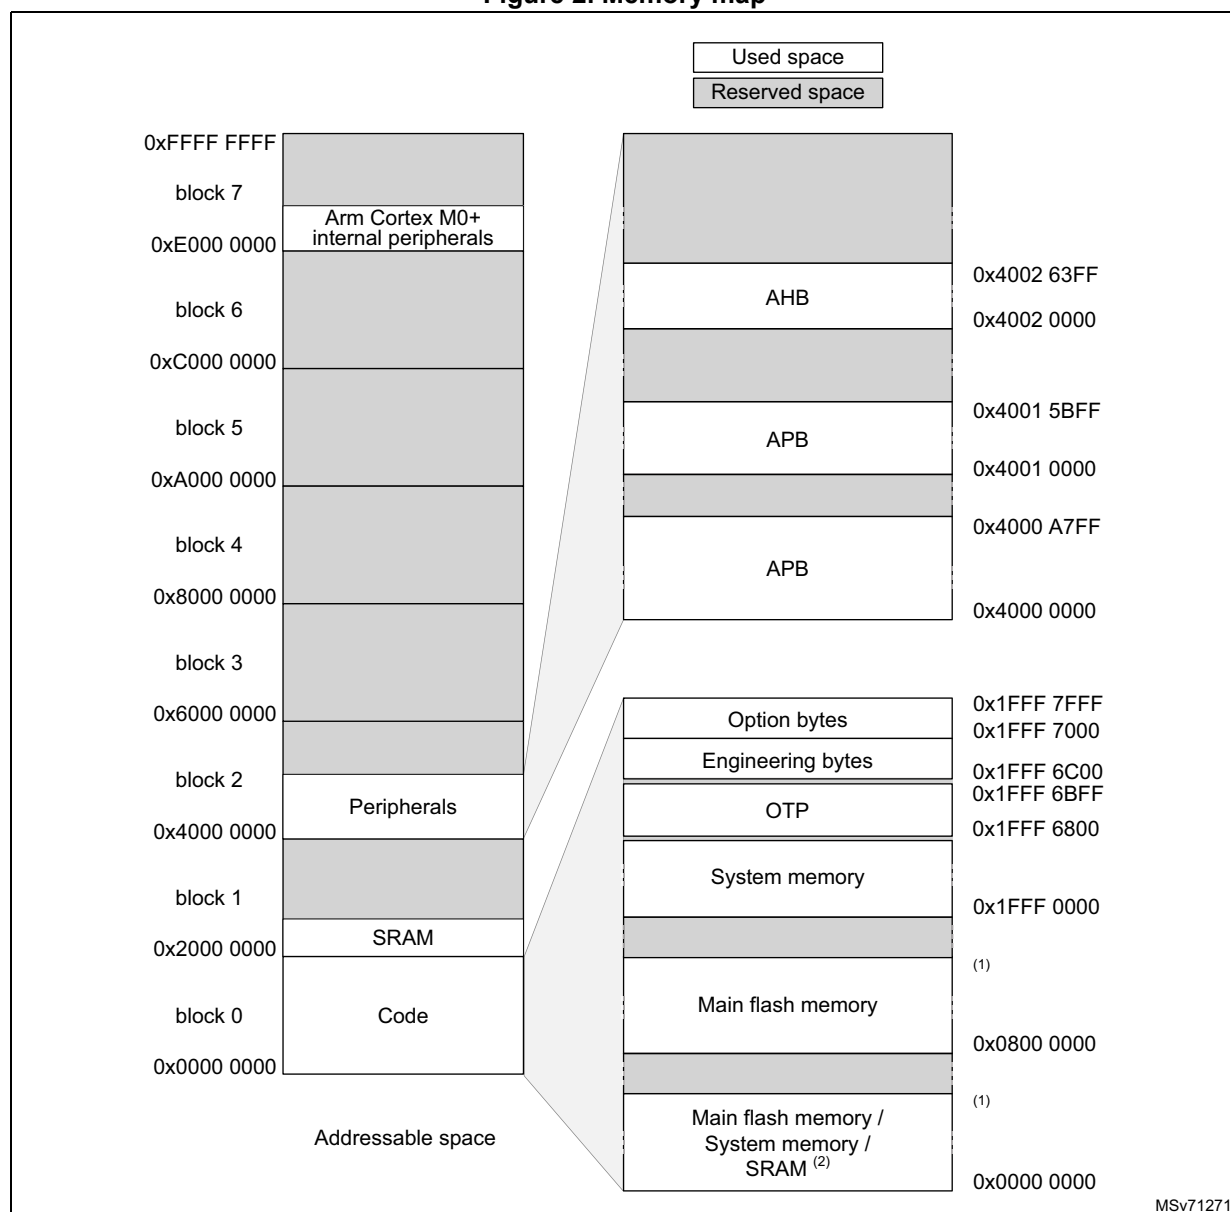 Figure 2. Memory map
Used space
Reserved space
0xFFFF FFFF
block 7
Arm Cortex M0+
internal peripherals
0xE000 0000
block 6
0xC000 0000
block 5
0xA000 0000
block 4
0x8000 0000
block 3
0x6000 0000
block 2
Peripherals
0x4000 0000
block 1
SRAM
0x2000 0000
block 0
Code
0x0000 0000
Addressable space
AHB
0x4002 63FF
0x4002 0000
APB
0x4001 5BFF
0x4001 0000
APB
0x4000 A7FF
0x4000 0000
Option bytes
0x1FFF 7FFF
0x1FFF 7000
Engineering bytes
0x1FFF 6C00
0x1FFF 6BFF
OTP
0x1FFF 6800
System memory
0x1FFF 0000
(1)
Main flash memory
0x0800 0000
(1)
Main flash memory /
System memory /
SRAM (2)
0x0000 0000
MSv71271